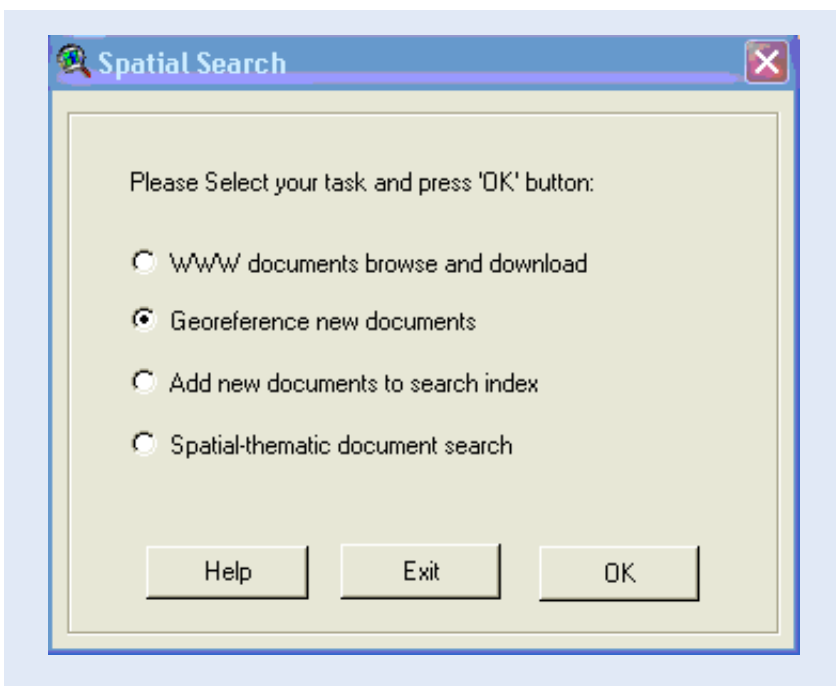 Spatial Search
Please Select your task and press 'OK' button:
WWW documents browse and download
Georeference new documents
Add new documents to search index
Spatial-thematic document search
Help Exit OK